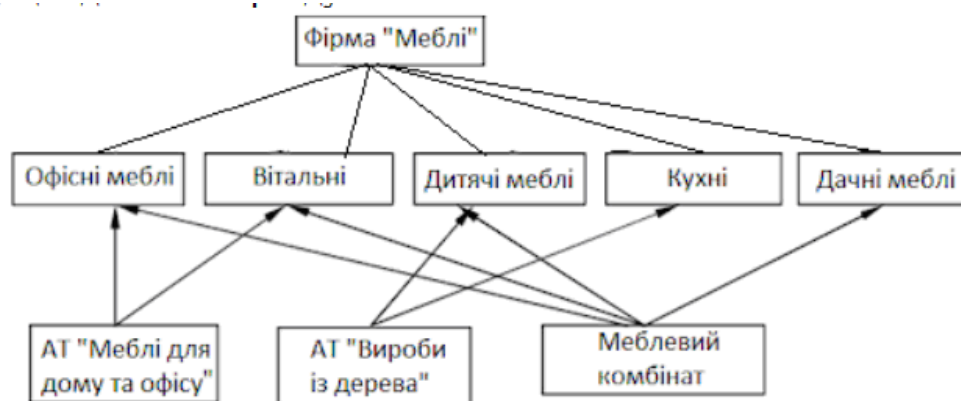 Фірма "Меблі"
Офісні меблі
Вітальні
Дитячі меблі
Кухні
Дачні меблі
АТ "Меблі для
дому та офісу"
АТ "Вироби
із дерева"
Меблевий
комбінат